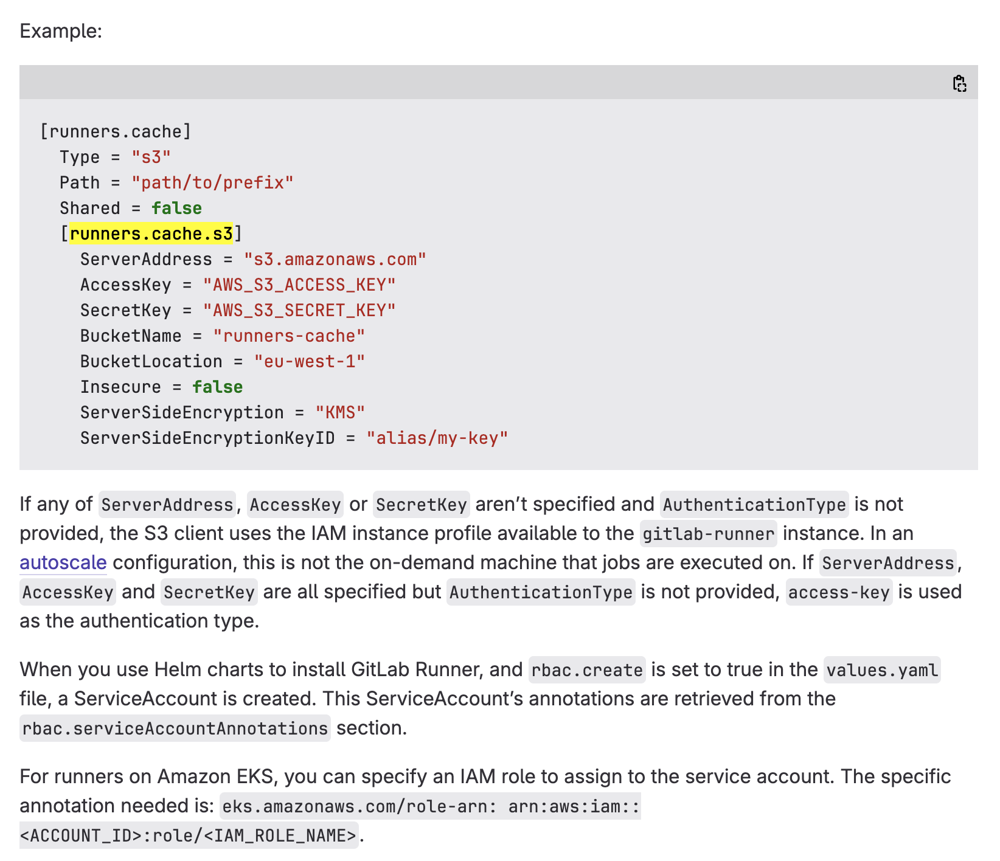 Example:
[runners.cache]
  Type = "s3"
  Path = "path/to/prefix"
  Shared = false
  [runners.cache.s3]
    ServerAddress = "s3.amazonaws.com"
    AccessKey = "AWS_S3_ACCESS_KEY"
    SecretKey = "AWS_S3_SECRET_KEY"
    BucketName = "runners-cache"
    BucketLocation = "eu-west-1"
    Insecure = false
    ServerSideEncryption = "KMS"
    ServerSideEncryptionKeyID = "alias/my-key"
If any of ServerAddress, AccessKey or SecretKey aren’t specified and AuthenticationType is not
provided, the S3 client uses the IAM instance profile available to the gitlab-runner instance. In an
autoscale configuration, this is not the on-demand machine that jobs are executed on. If ServerAddress,
AccessKey and SecretKey are all specified but AuthenticationType is not provided, access-key is used
as the authentication type.
When you use Helm charts to install GitLab Runner, and rbac.create is set to true in the values.yaml
file, a ServiceAccount is created. This ServiceAccount’s annotations are retrieved from the
rbac.serviceAccountAnnotations section.
For runners on Amazon EKS, you can specify an IAM role to assign to the service account. The specific
annotation needed is: eks.amazonaws.com/role-arn: arn:aws:iam::
<ACCOUNT_ID>:role/<IAM_ROLE_NAME>.